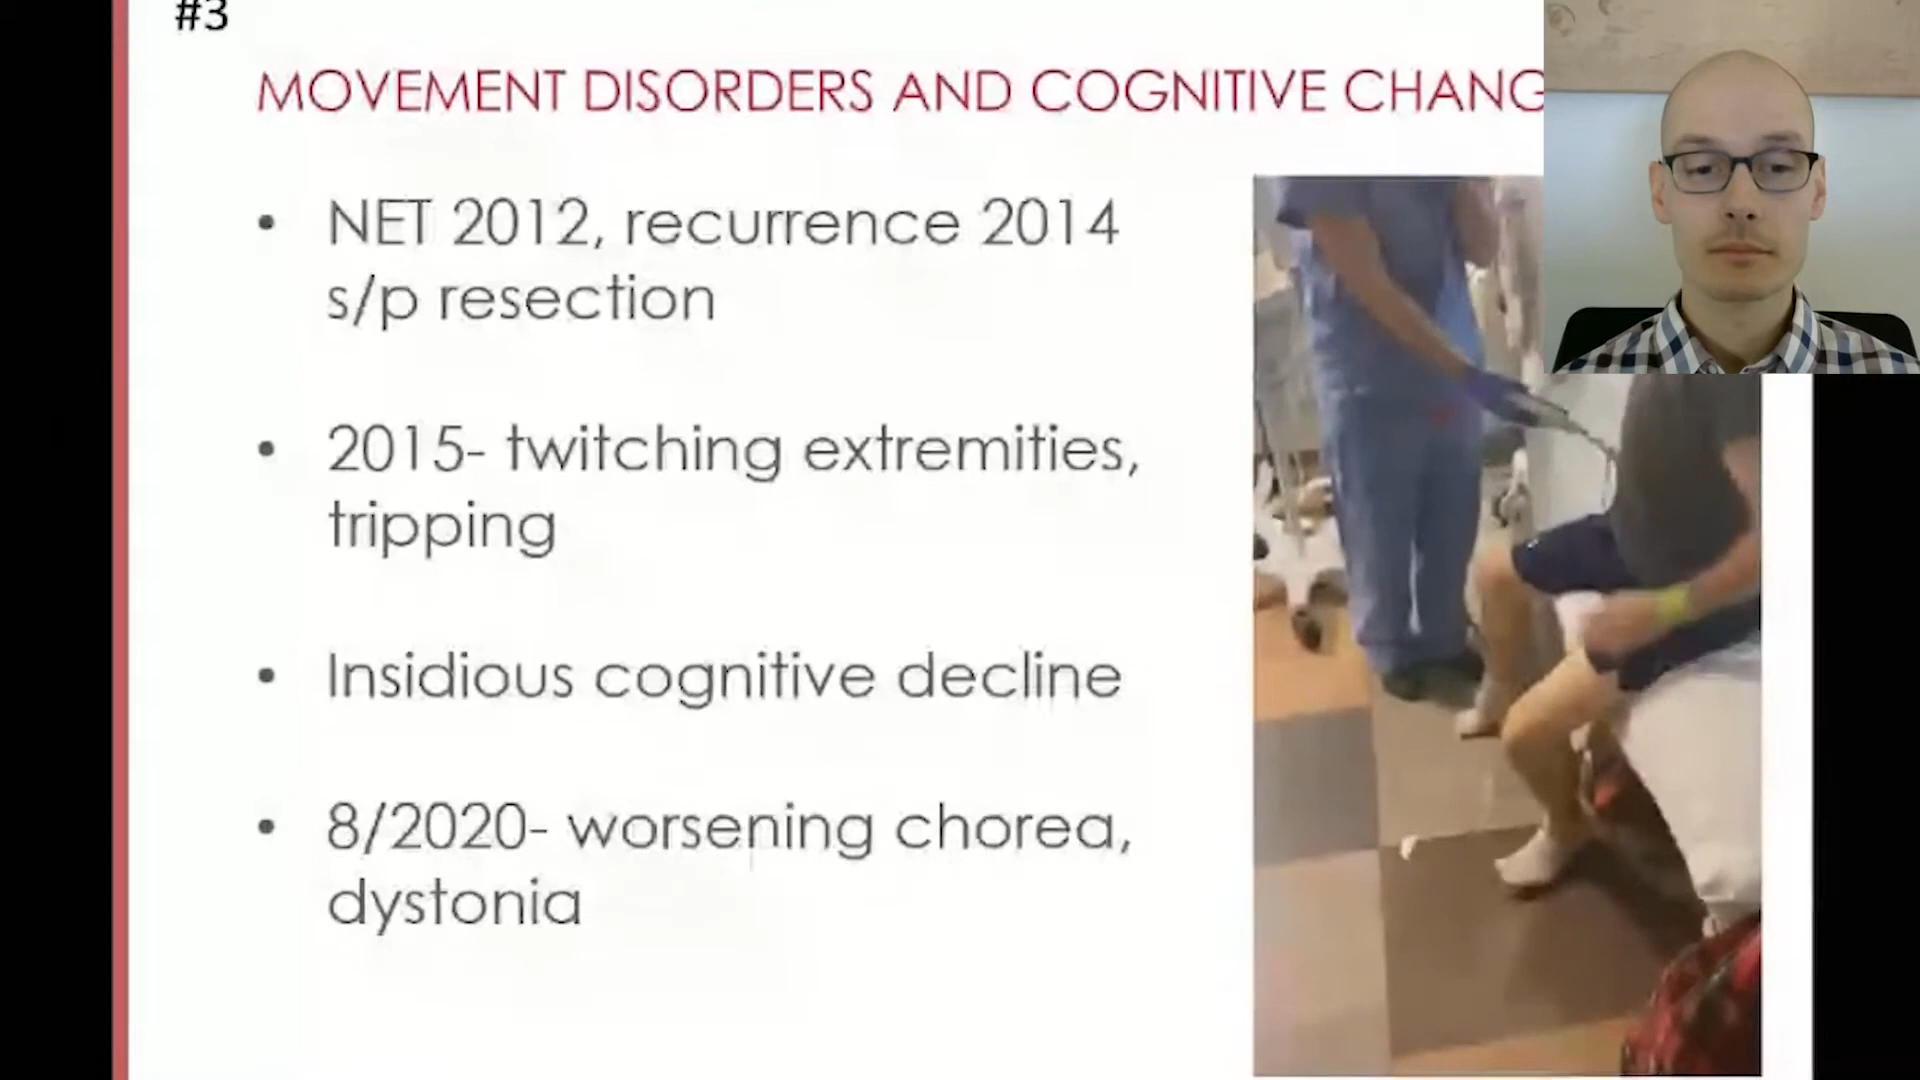 #3
MOVEMENT DISORDERS AND COGNITIVE CHANG
• NET 2012, recurrence 2014
s/p resection
• 2015- twitching extremities,
tripping
• Insidious cognitive decline
• 8/2020- worsening chorea,
dystonia